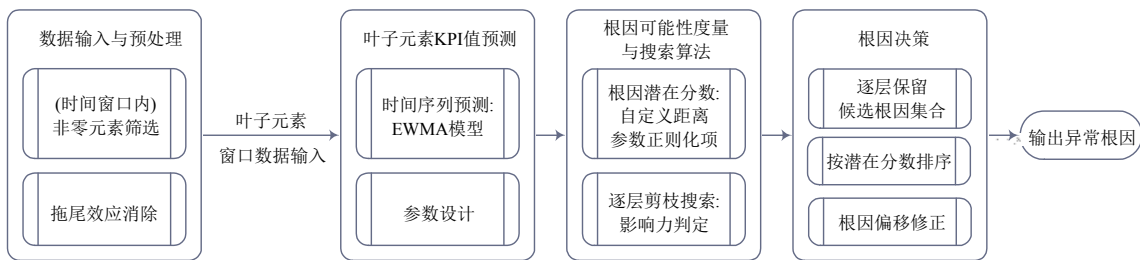 数据输入与预处理
(时间窗口内)
非零元素筛选
拖尾效应消除
叶子元素
窗口数据输入
叶子元素KPI值预测
时间序列预测:
EWMA模型
参数设计
根因可能性度量
与搜索算法
根因潜在分数:
自定义距离
参数正则化项
逐层剪枝搜索:
影响力判定
根因决策
逐层保留
候选根因集合
按潜在分数排序
根因偏移修正
输出异常根因